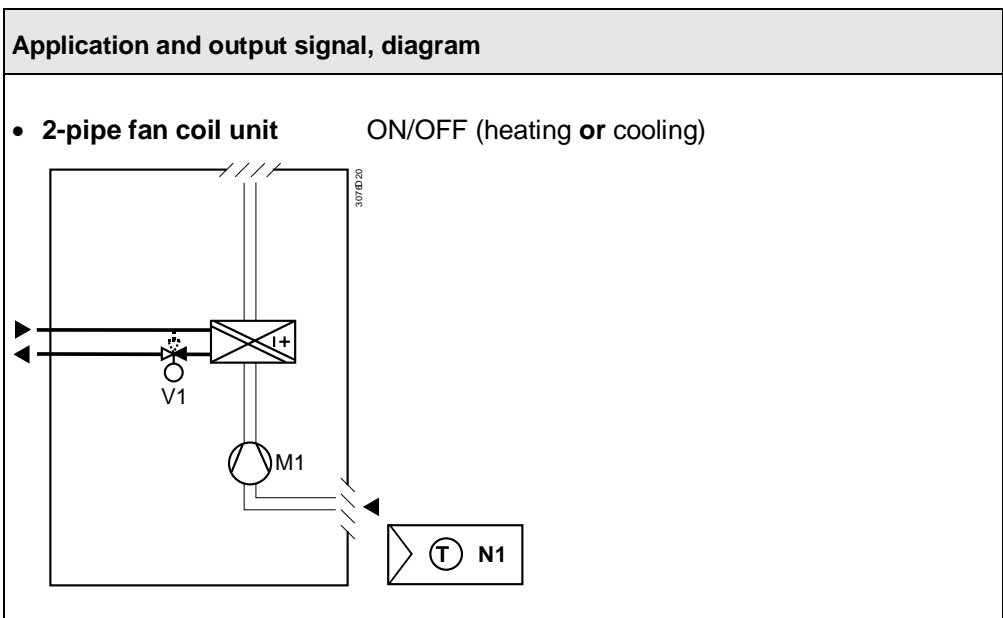 Application and output signal, diagram
• 2-pipe fan coil unit ON/OFF (heating or cooling)
3076D20
+
V1
M1
T N1